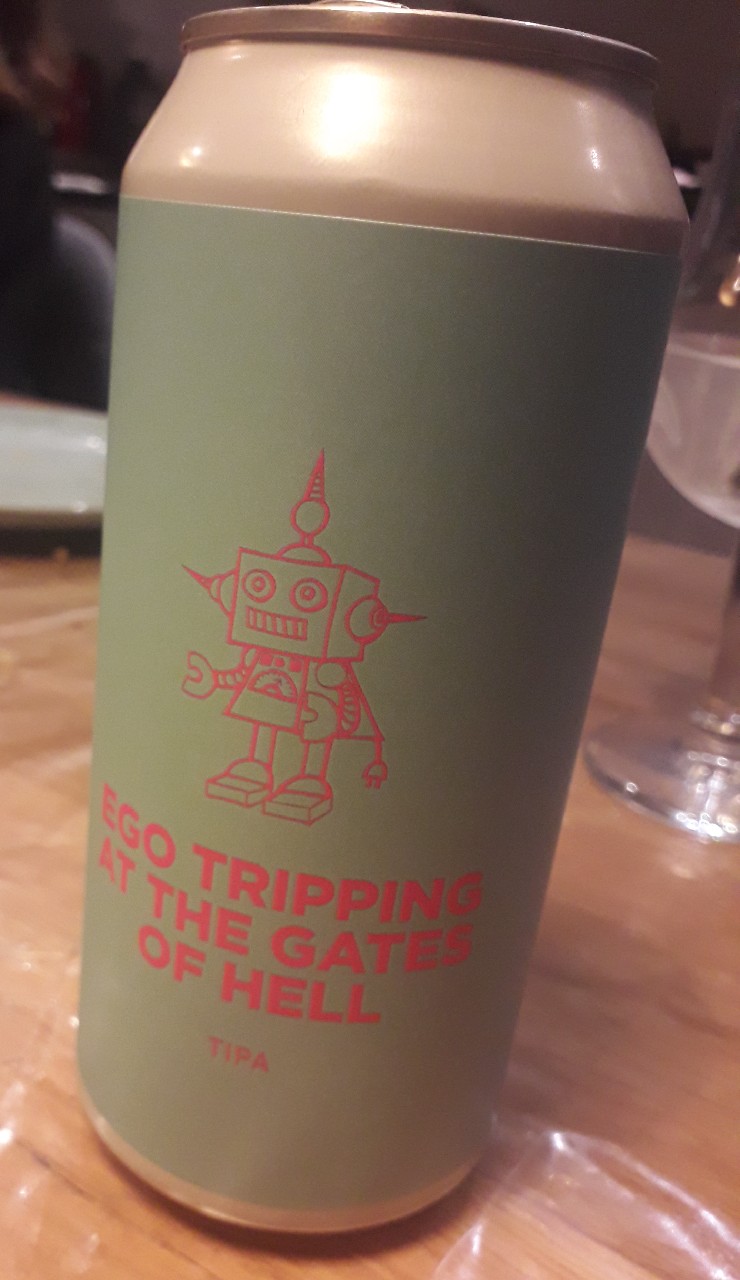 EGO TRIPPING
AT THE GATES
OF HELL
TIPA